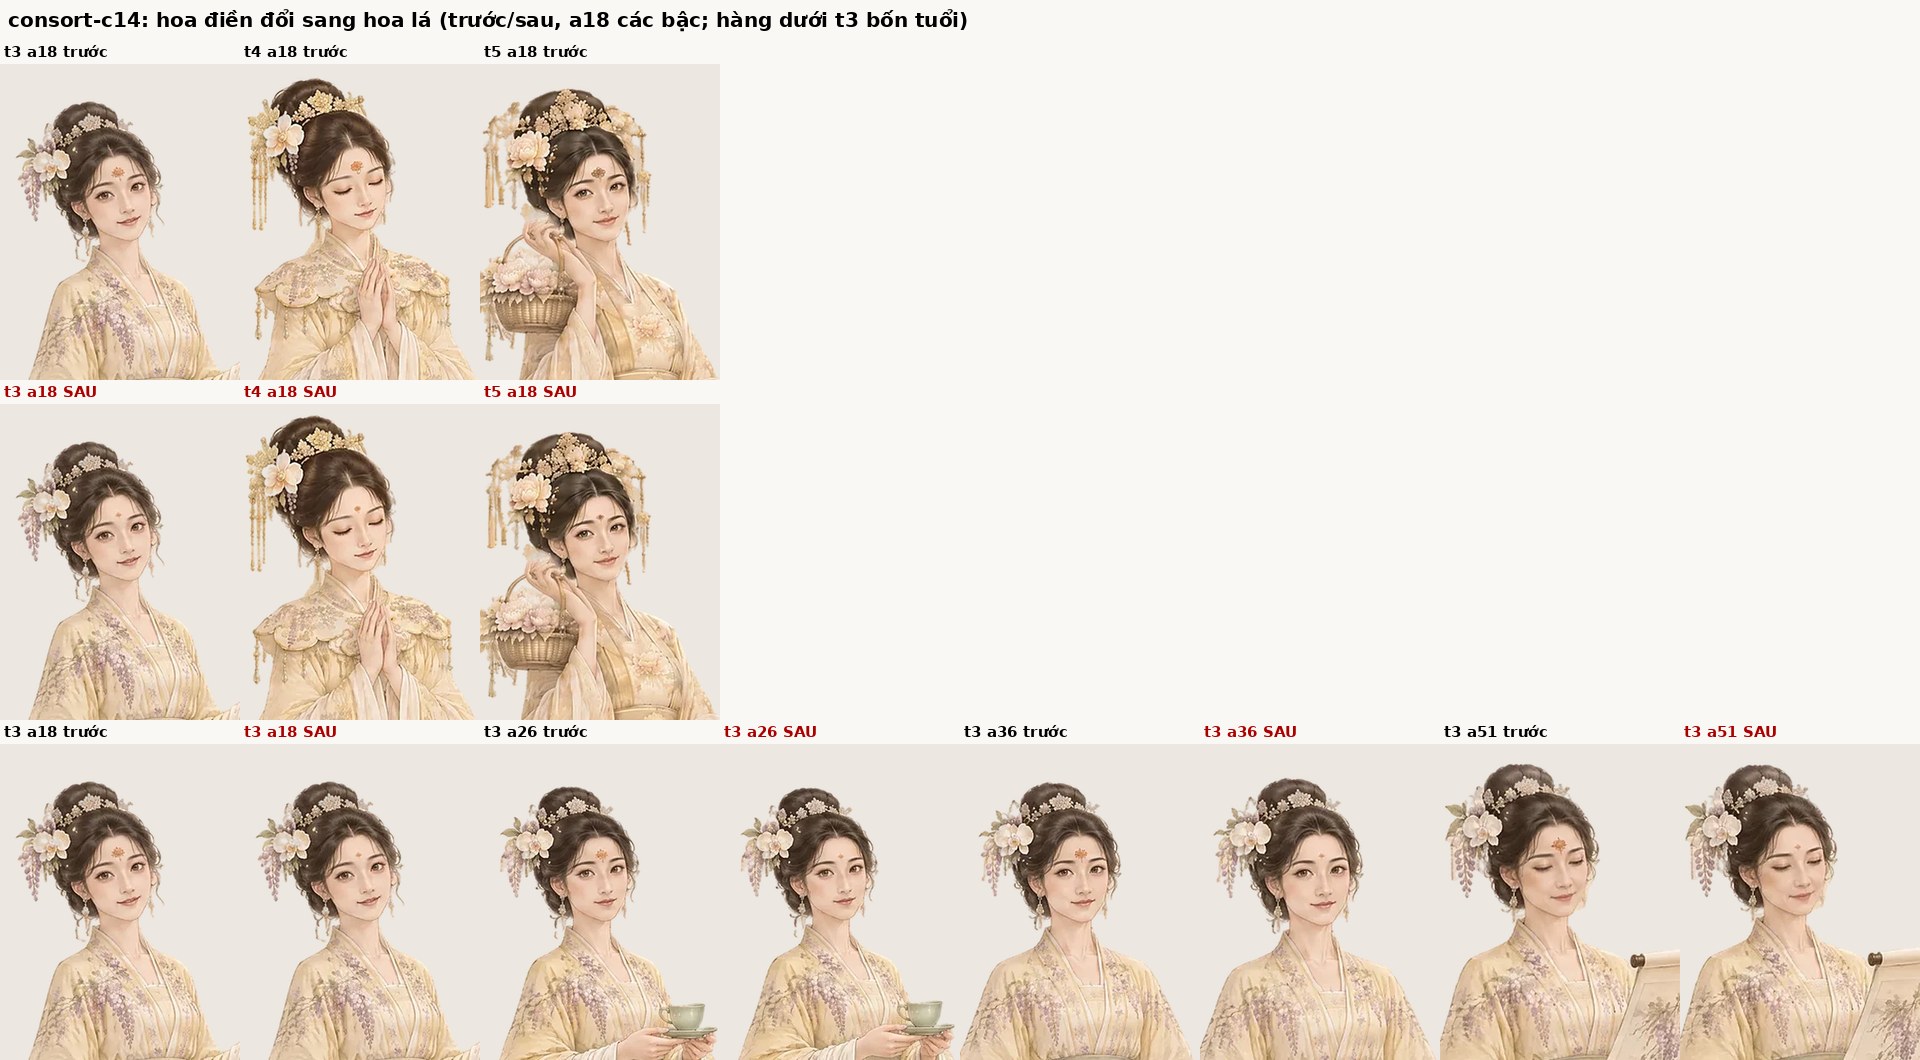 consort-c14: hoa điền đổi sang hoa lá (trước/sau, a18 các bậc; hàng dưới t3 bốn tuổi)
t3 a18 trước
t4 a18 trước
t5 a18 trước
t3 a18 SAU
t4 a18 SAU
t5 a18 SAU
t3 a18 trước
t3 a18 SAU
t3 a26 trước
t3 a26 SAU
t3 a36 trước
t3 a36 SAU
t3 a51 trước
t3 a51 SAU